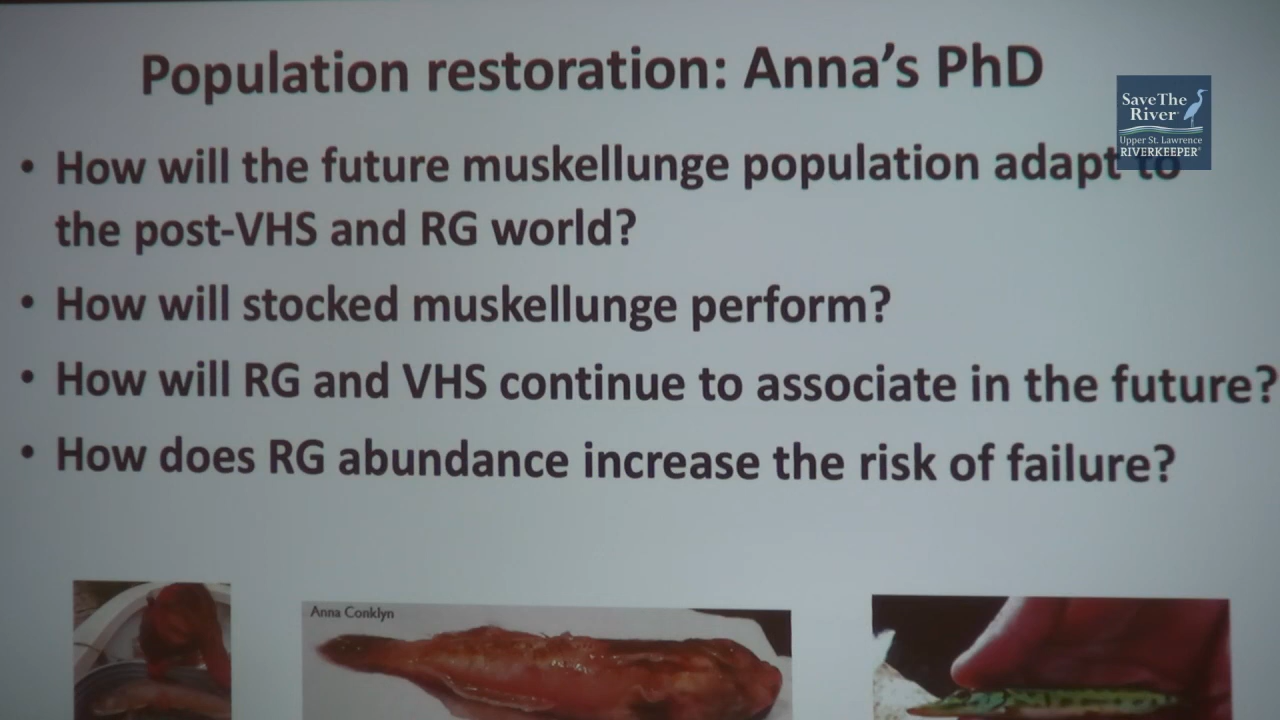 Population restoration: Anna's PhD
• How will the future muskellunge population adapt to
the post-VHS and RG world?
• How will stocked muskellunge perform?
• How will RG and VHS continue to associate in the future?
• How does RG abundance increase the risk of failure?
Save The
River
Upper St. Lawrence
RIVERKEEPER®
Anna Conklyn